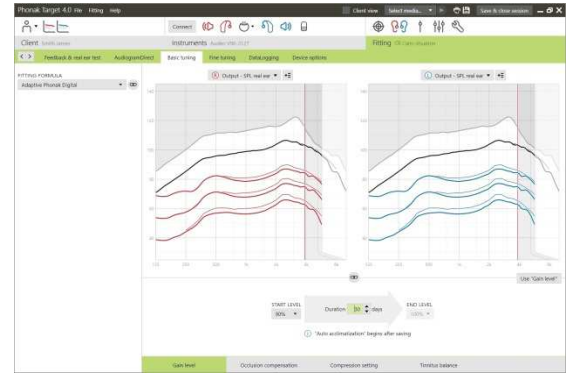 Phonak Target 4.0 File Fitting Help
Client view Select media... Save & close session
Connect
Client
Instruments
Fitting
Feedback & real ear test AudiogramDirect Basic tuning Fine tuning DataLogging Device options
FITTING FORMULA
Adaptive Phonak Digital
Output - SPL real ear
Output - SPL real ear
Use "Gain level"
START LEVEL
90%
Duration days
END LEVEL
100%
"Auto acclimatization" begins after saving
Gain level Occlusion compensation Compression setting Tinnitus balance